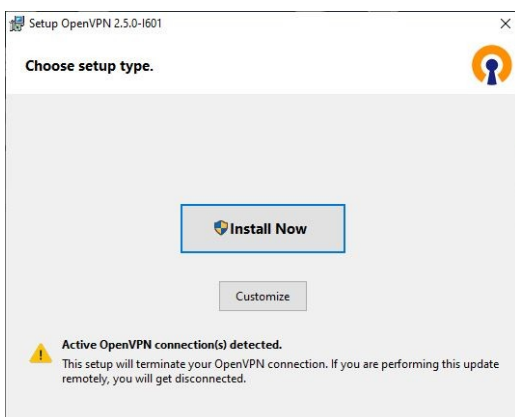 Setup OpenVPN 2.5.0-I601
Choose setup type.
Install Now
Customize
Active OpenVPN connection(s) detected.
This setup will terminate your OpenVPN connection. If you are performing this update
remotely, you will get disconnected.